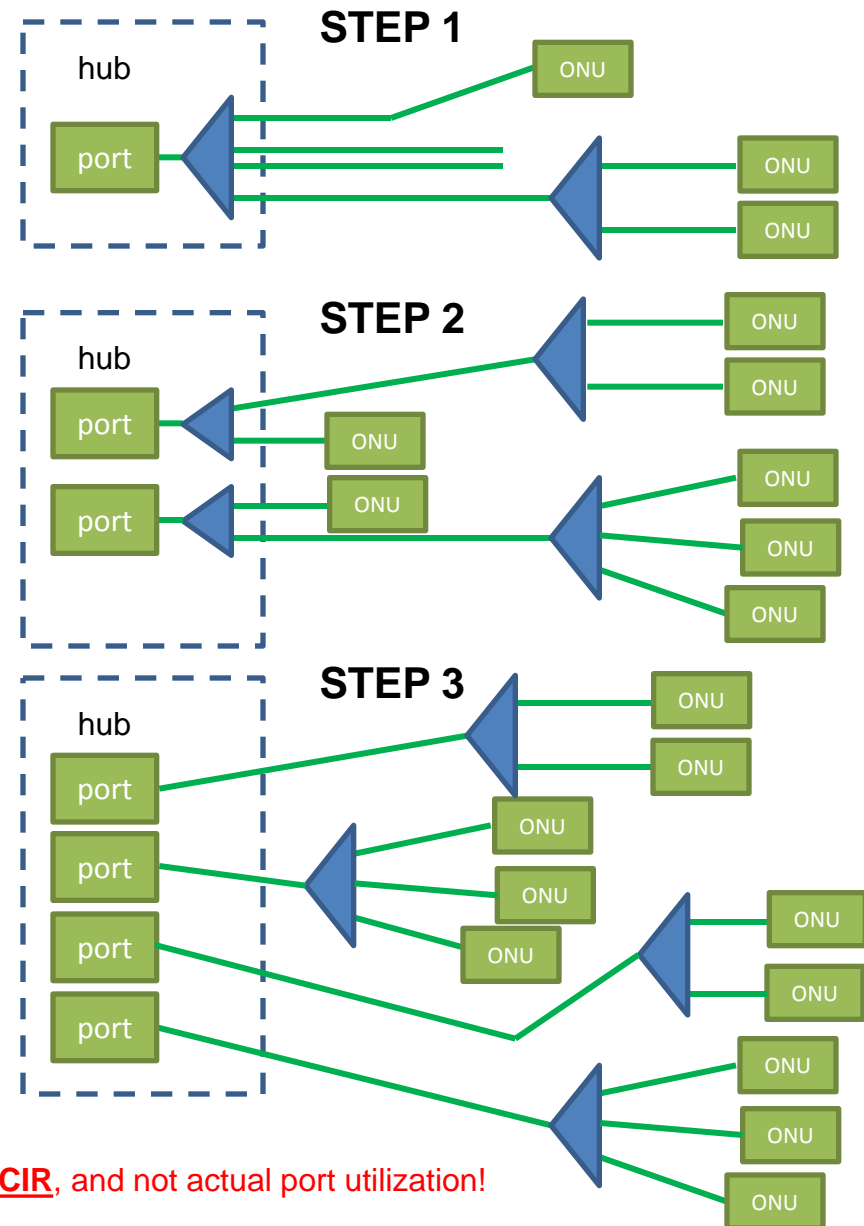 STEP 1
hub
port
ONU
ONU
ONU
STEP 2
hub
port
port
ONU
ONU
ONU
ONU
ONU
ONU
ONU
STEP 3
hub
port
port
port
port
ONU
ONU
ONU
ONU
ONU
ONU
ONU
ONU
ONU
ONU
CIR, and not actual port utilization!